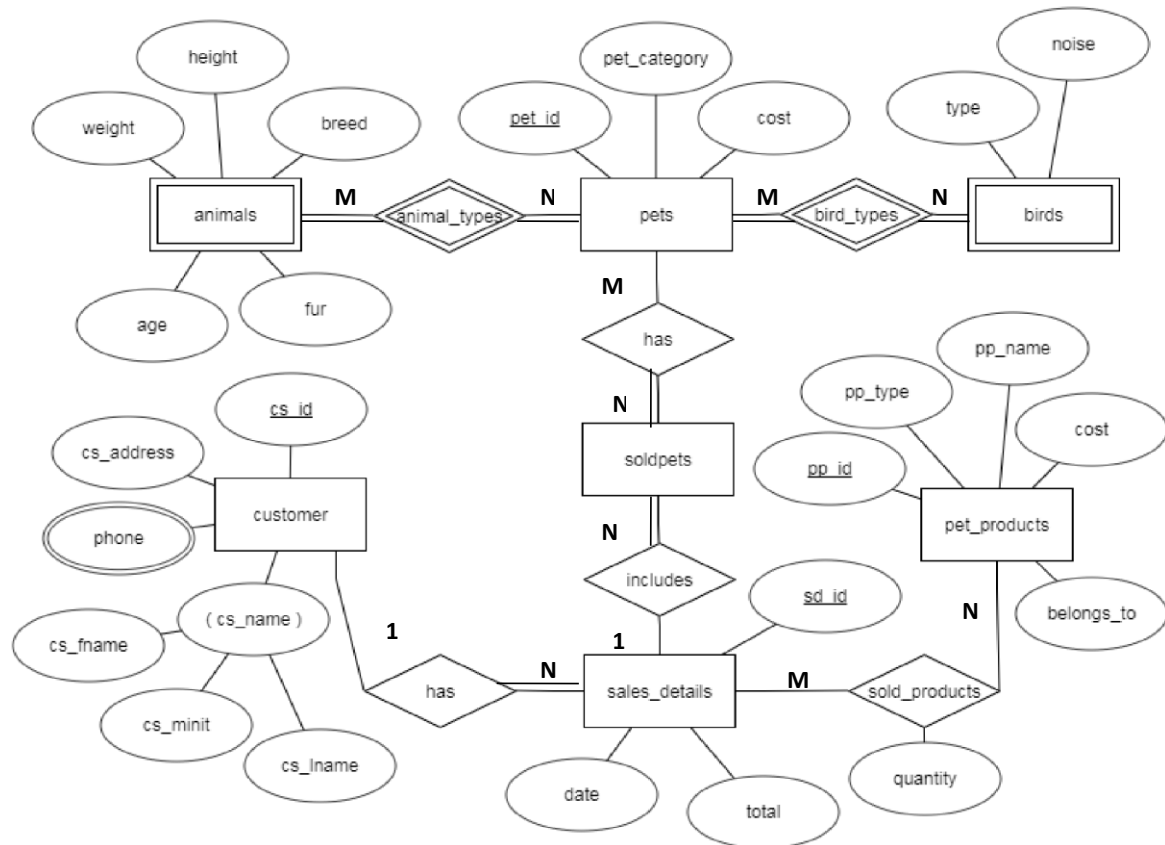 height
pet_category
noise
weight
breed
pet_id
cost
type
animals
M
animal_types
N
pets
M
bird_types
N
birds
age
fur
M
has
pp_name
pp_type
cost
cs_id
N
cs_address
soldpets
pp_id
customer
pet_products
phone
N
includes
sd_id
belongs_to
( cs_name )
cs_fname
N
1
1
has
N
sales_details
M
sold_products
cs_minit
cs_lname
date
total
quantity